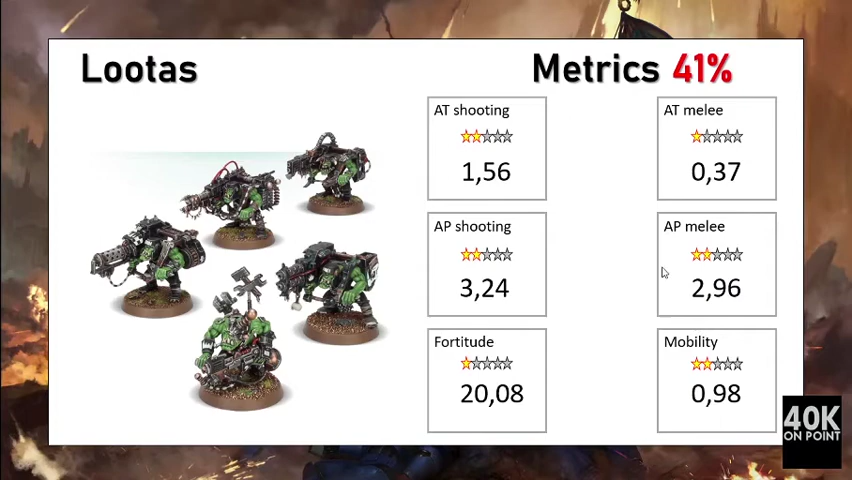 Lootas
Metrics 41%
AT shooting
1,56
AT melee
0,37
AP shooting
3,24
AP melee
2,96
Fortitude
20,08
Mobility
0,98
40K
ON POINT